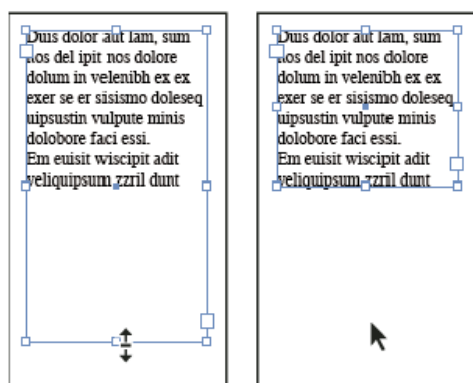 Duis dolor aut lam, sum
nos del ipit nos dolore
dolum in velenibh ex ex
exer se er sisismo doleseq
uipsustin vulpute minis
dolobore faci essi.
Em euisit wiscipit adit
veliquipsum zzril dunt
Duis dolor aut lam, sum
nos del ipit nos dolore
dolum in velenibh ex ex
exer se er sisismo doleseq
uipsustin vulpute minis
dolobore faci essi.
Em euisit wiscipit adit
veliquipsum zzril dunt